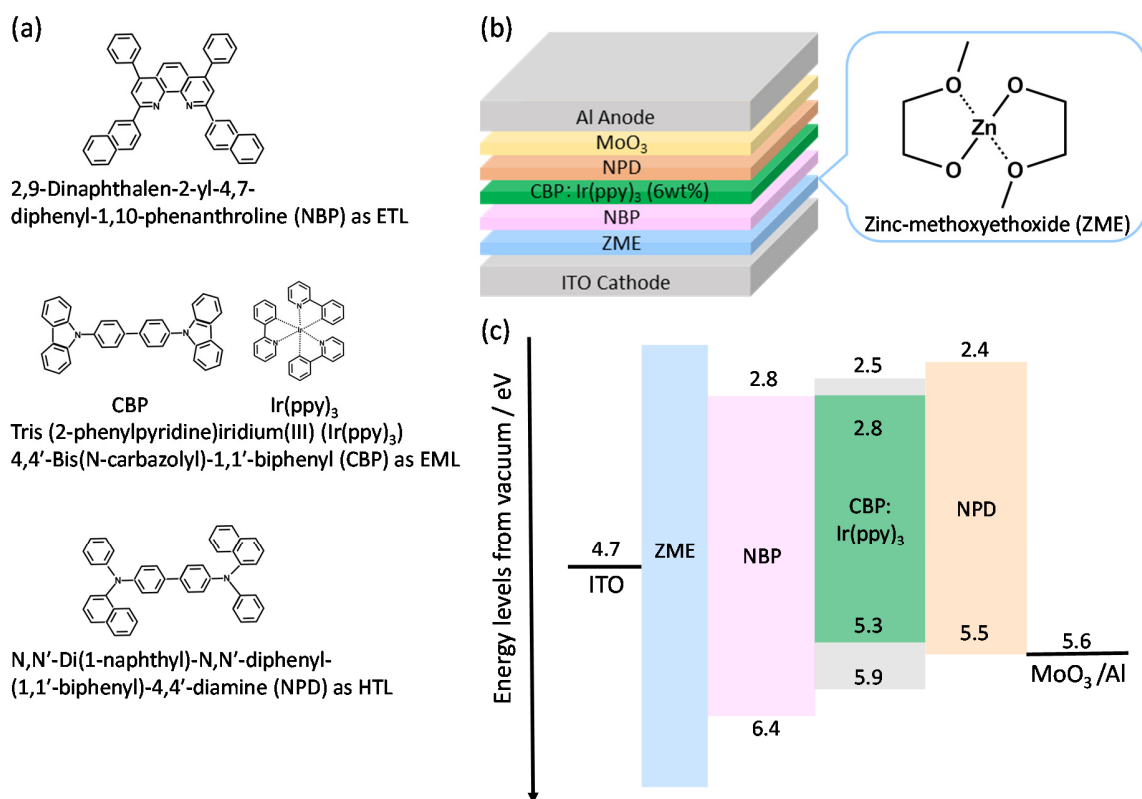 (a)
N
N
2,9-Dinaphthalen-2-yl-4,7-
diphenyl-1,10-phenanthroline (NBP) as ETL
N
N
N
N
Ir
N
CBP
Ir(ppy)₃
Tris (2-phenylpyridine)iridium(III) (Ir(ppy)₃)
4,4′-Bis(N-carbazolyl)-1,1′-biphenyl (CBP) as EML
N
N
N,N′-Di(1-naphthyl)-N,N′-diphenyl-
(1,1′-biphenyl)-4,4′-diamine (NPD) as HTL
(b)
Al Anode
MoO₃
NPD
CBP: Ir(ppy)₃ (6wt%)
NBP
ZME
ITO Cathode
O
O
Zn
O
O
Zinc-methoxyethoxide (ZME)
(c)
Energy levels from vacuum / eV
4.7
ITO
ZME
2.8
NBP
6.4
2.5
2.8
CBP:
Ir(ppy)₃
5.3
5.9
2.4
NPD
5.5
5.6
MoO₃ /Al